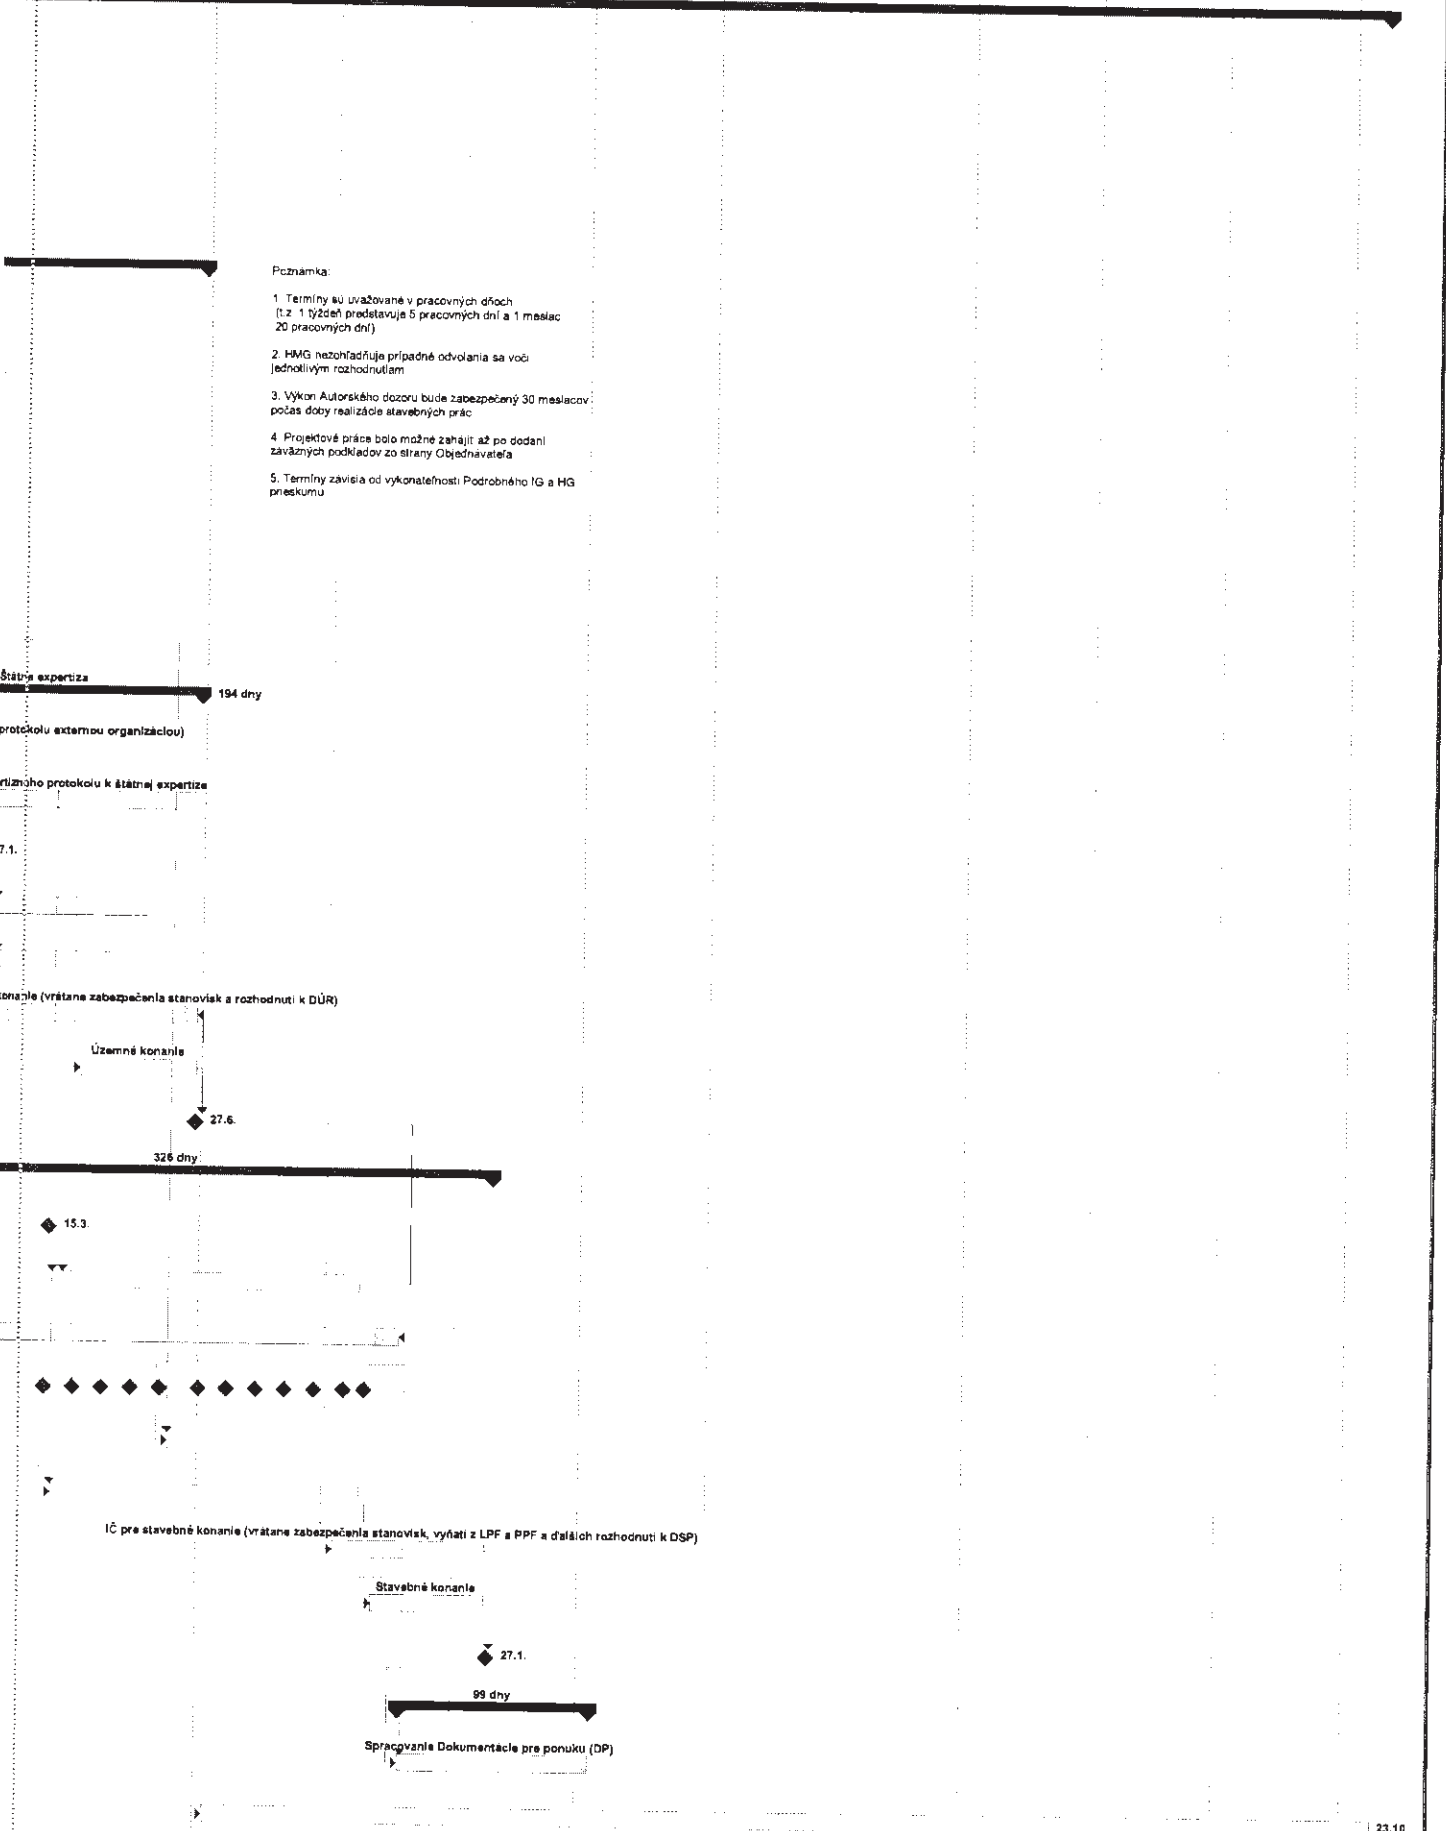 Poznámka:
1 Termíny sú uvažované v pracovných dňoch
(t.z 1 týždeň predstavuje 5 pracovných dní a 1 mesiac
20 pracovných dní)
2. HMG nezohľadňuje prípadné odvolania sa voči
jednotlivým rozhodnutiam
3. Výkon Autorského dozoru bude zabezpečený 30 mesiacov
počas doby realizácie stavebných prác
4 Projektové práce bolo možné zahájiť až po dodaní
záväzných podkladov zo strany Objednávateľa
5. Termíny závisia od vykonateľnosti Podrobného IG a HG
prieskumu
Štátna expertiza
194 dny
protokolu externou organizáciou)
rtizného protokolu k štátnej expertize
7.1.
konanie (vrátane zabezpečenia stanovisk a rozhodnutí k DÚR)
Územné konanie
27.6.
326 dny
15.3.
IČ pre stavebné konanie (vrátane zabezpečenia stanovísk, vyňatí z LPF a PPF a ďalších rozhodnutí k DSP)
Stavebné konanie
27.1.
99 dny
Spracovanie Dokumentácie pre ponuku (DP)
23.10